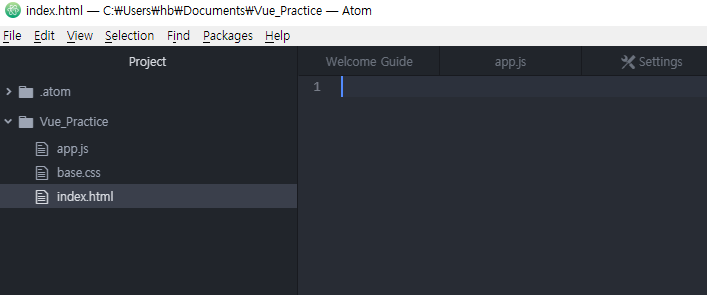 index.html — C:₩Users₩hb₩Documents₩Vue_Practice — Atom
File Edit View Selection Find Packages Help
Project Welcome Guide app.js Settings
.atom 1
Vue_Practice
app.js
base.css
index.html